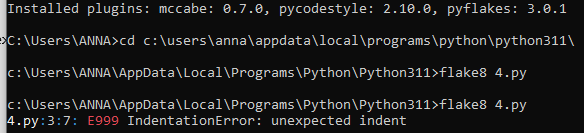 Installed plugins: mccabe: 0.7.0, pycodestyle: 2.10.0, pyflakes: 3.0.1
C:\Users\ANNA>cd c:\users\anna\appdata\local\programs\python\python311\
c:\Users\ANNA\AppData\Local\Programs\Python\Python311>flake8 4.py
c:\Users\ANNA\AppData\Local\Programs\Python\Python311>flake8 4.py
4.py:3:7: E999 IndentationError: unexpected indent